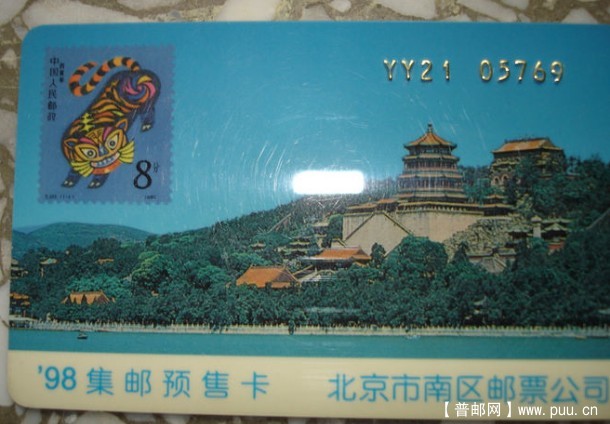 中国人民邮政
8分
YY21 05769
'98 集邮预售卡 北京市南区邮票公司
【普邮网】www.puu.cn